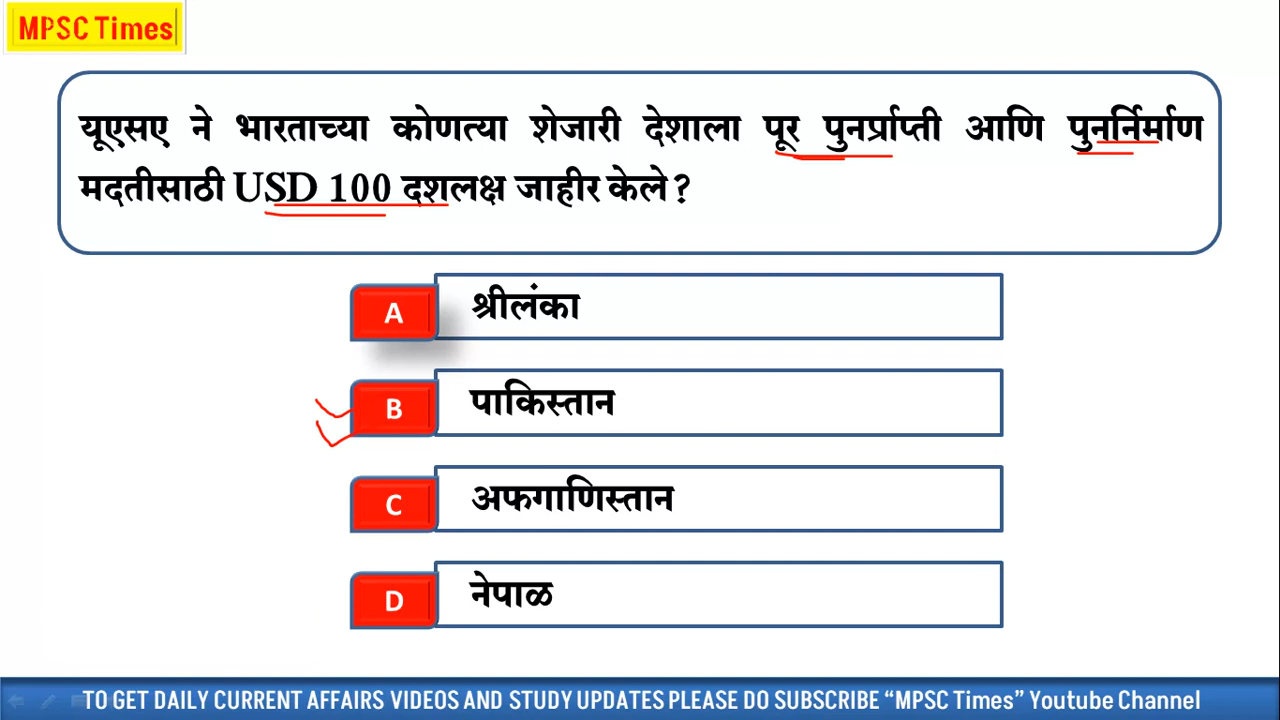 MPSC Times
यूएसए ने भारताच्या कोणत्या शेजारी देशाला पूर पुनर्प्राप्ती आणि पुनर्निर्माण
मदतीसाठी USD 100 दशलक्ष जाहीर केले?
A श्रीलंका
B पाकिस्तान
C अफगाणिस्तान
D नेपाळ
TO GET DAILY CURRENT AFFAIRS VIDEOS AND STUDY UPDATES PLEASE DO SUBSCRIBE “MPSC Times” Youtube Channel